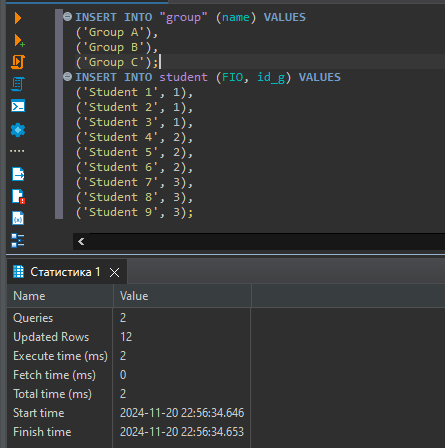 INSERT INTO "group" (name) VALUES
('Group A'),
('Group B'),
('Group C');
INSERT INTO student (FIO, id_g) VALUES
('Student 1', 1),
('Student 2', 1),
('Student 3', 1),
('Student 4', 2),
('Student 5', 2),
('Student 6', 2),
('Student 7', 3),
('Student 8', 3),
('Student 9', 3);
Статистика 1
Name Value
Queries 2
Updated Rows 12
Execute time (ms) 2
Fetch time (ms) 0
Total time (ms) 2
Start time 2024-11-20 22:56:34.646
Finish time 2024-11-20 22:56:34.653